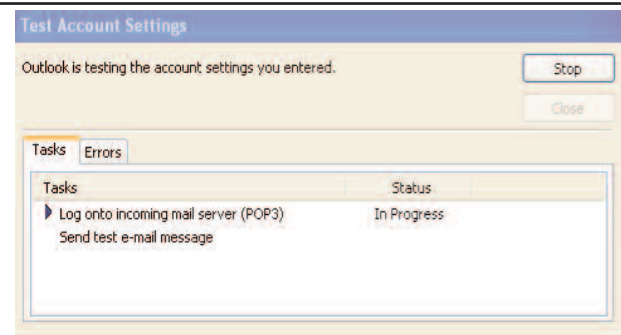 Test Account Settings
Outlook is testing the account settings you entered.
Stop
Close
Tasks Errors
Tasks Status
Log onto incoming mail server (POP3) In Progress
Send test e-mail message